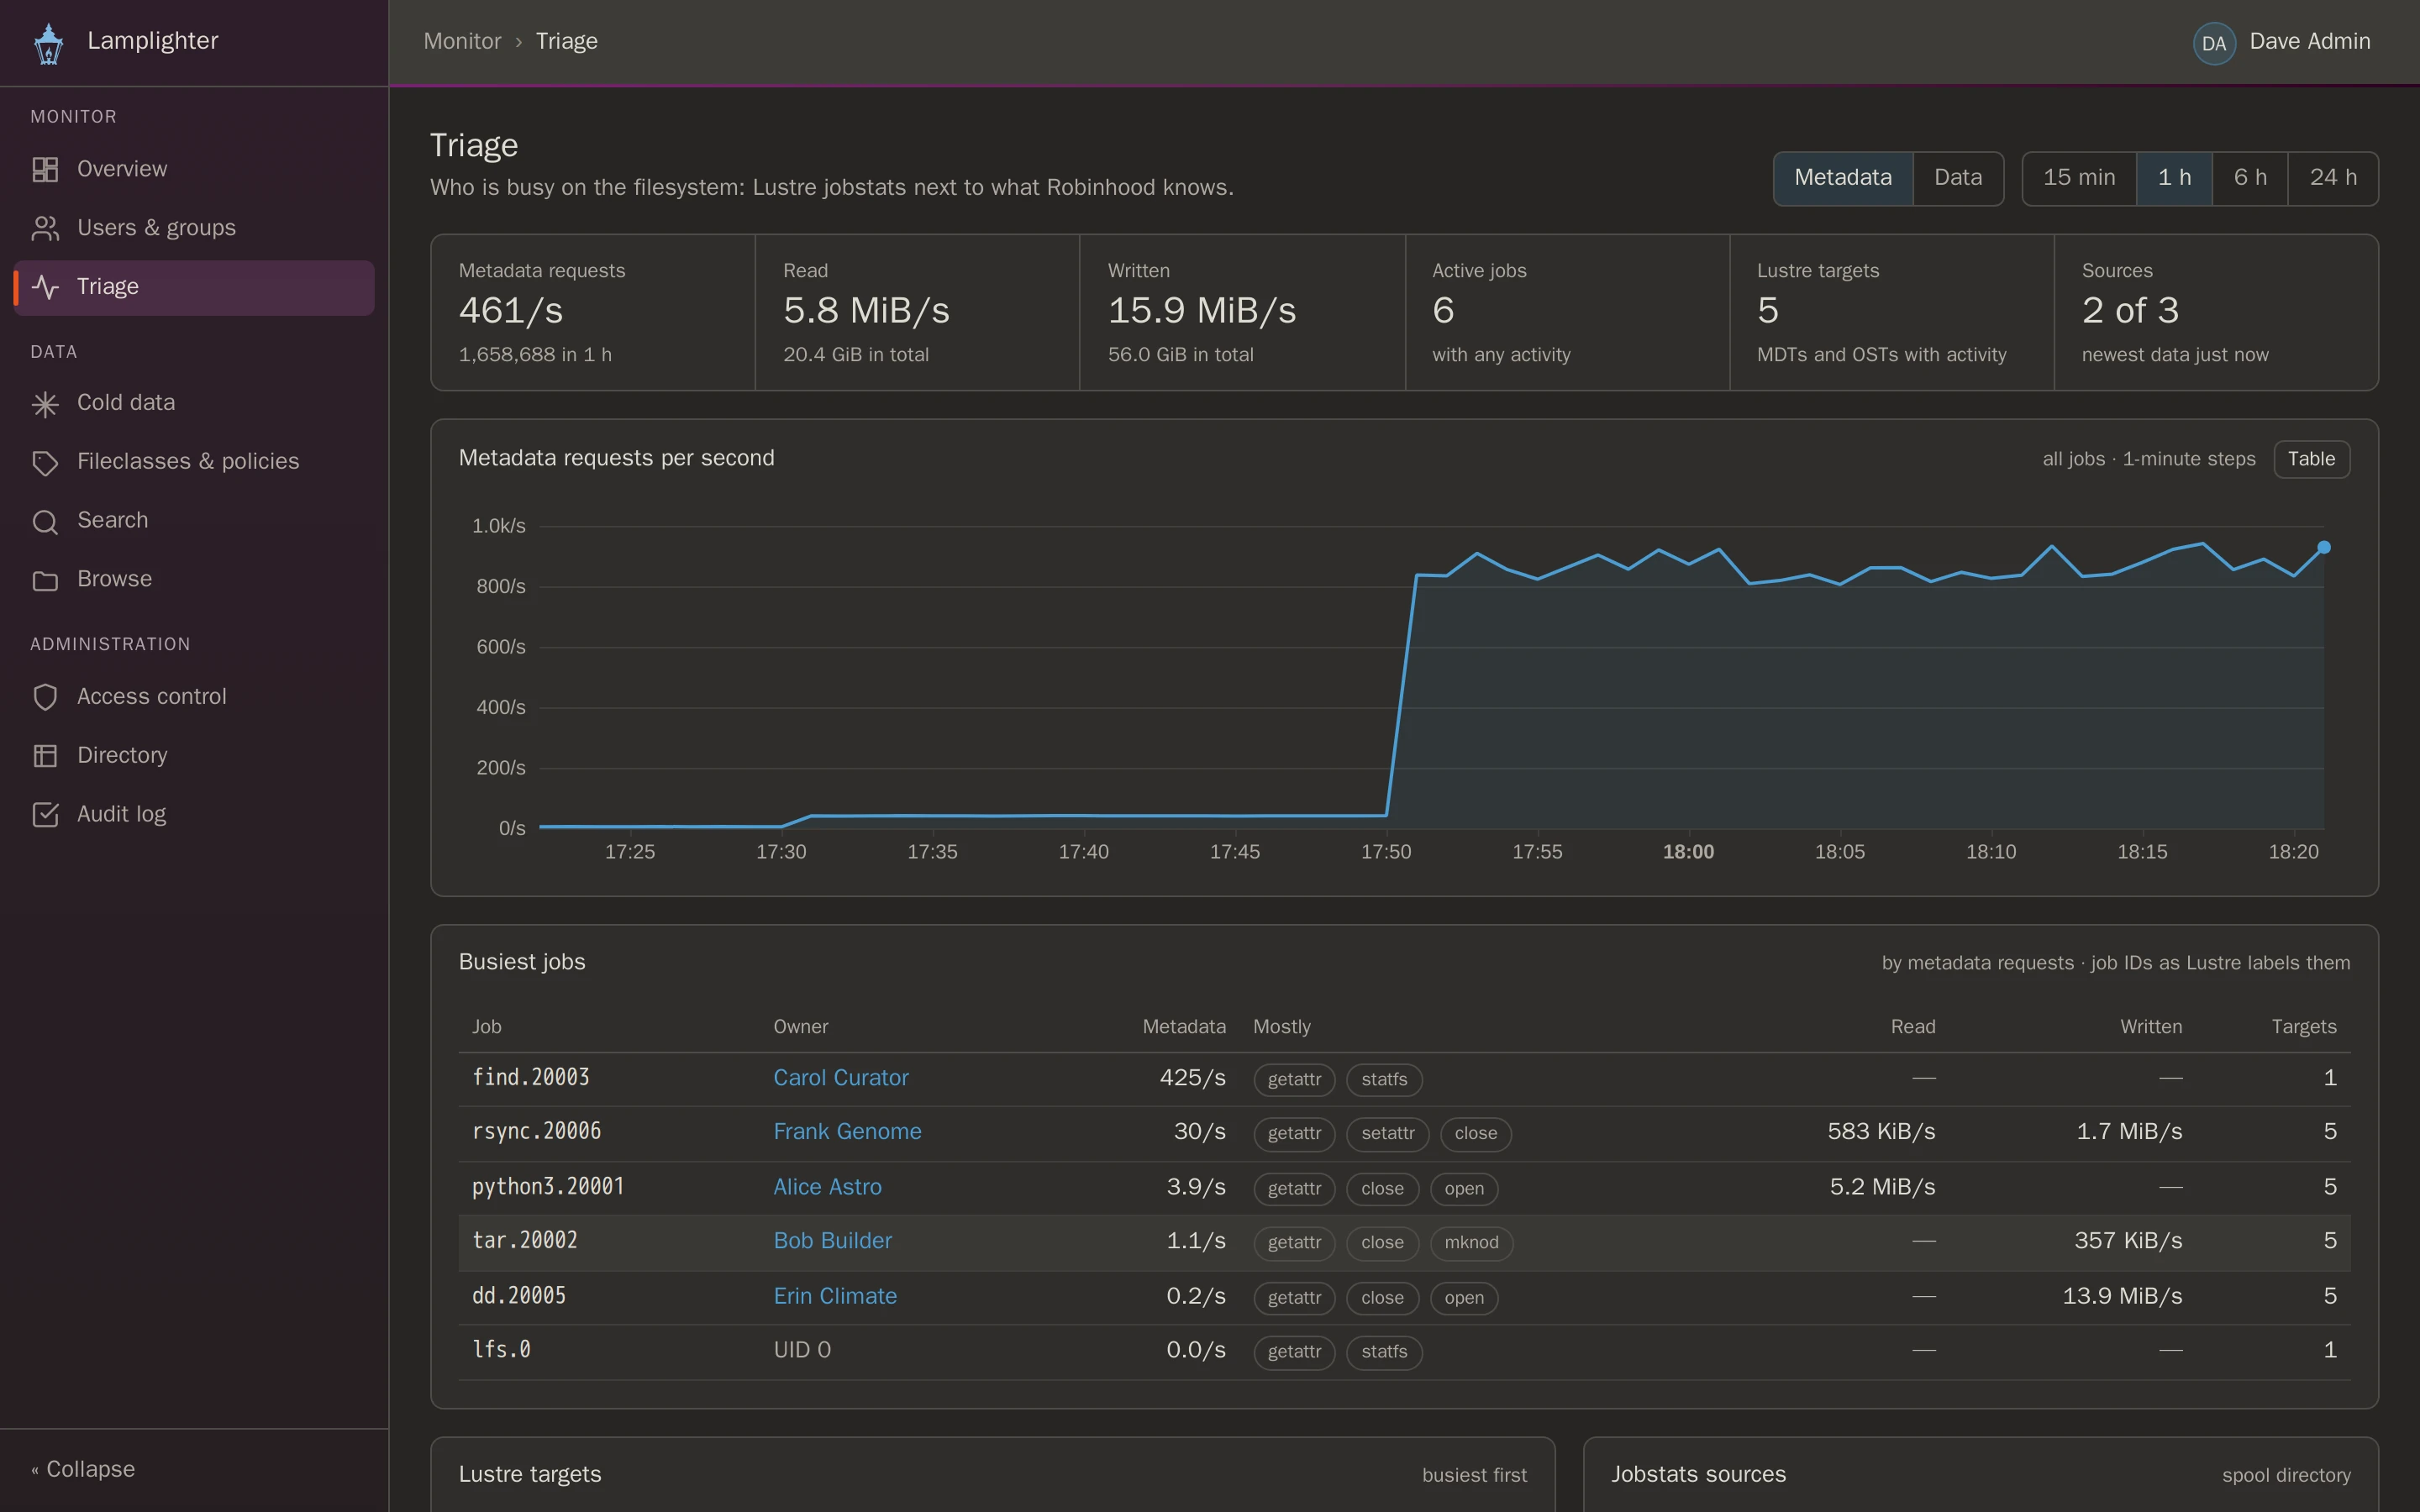 Lamplighter
Monitor › Triage
DA Dave Admin
MONITOR
Overview
Users & groups
Triage
DATA
Cold data
Fileclasses & policies
Search
Browse
ADMINISTRATION
Access control
Directory
Audit log
« Collapse
Triage
Who is busy on the filesystem: Lustre jobstats next to what Robinhood knows.
Metadata Data 15 min 1 h 6 h 24 h
Metadata requests
461/s
1,658,688 in 1 h
Read
5.8 MiB/s
20.4 GiB in total
Written
15.9 MiB/s
56.0 GiB in total
Active jobs
6
with any activity
Lustre targets
5
MDTs and OSTs with activity
Sources
2 of 3
newest data just now
Metadata requests per second
all jobs · 1-minute steps Table
1.0k/s
800/s
600/s
400/s
200/s
0/s
17:25 17:30 17:35 17:40 17:45 17:50 17:55 18:00 18:05 18:10 18:15 18:20
Busiest jobs
by metadata requests · job IDs as Lustre labels them
Job Owner Metadata Mostly Read Written Targets
find.20003 Carol Curator 425/s getattr statfs — — 1
rsync.20006 Frank Genome 30/s getattr setattr close 583 KiB/s 1.7 MiB/s 5
python3.20001 Alice Astro 3.9/s getattr close open 5.2 MiB/s — 5
tar.20002 Bob Builder 1.1/s getattr close mknod — 357 KiB/s 5
dd.20005 Erin Climate 0.2/s getattr close open — 13.9 MiB/s 5
lfs.0 UID 0 0.0/s getattr statfs — — 1
Lustre targets busiest first
Jobstats sources spool directory